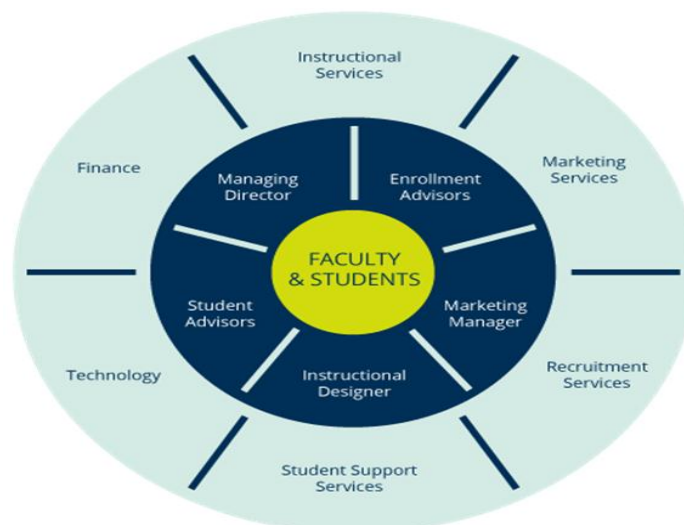 Instructional
Services
Finance
Marketing
Services
Managing
Director
Enrollment
Advisors
FACULTY
& STUDENTS
Student
Advisors
Marketing
Manager
Instructional
Designer
Technology
Recruitment
Services
Student Support
Services